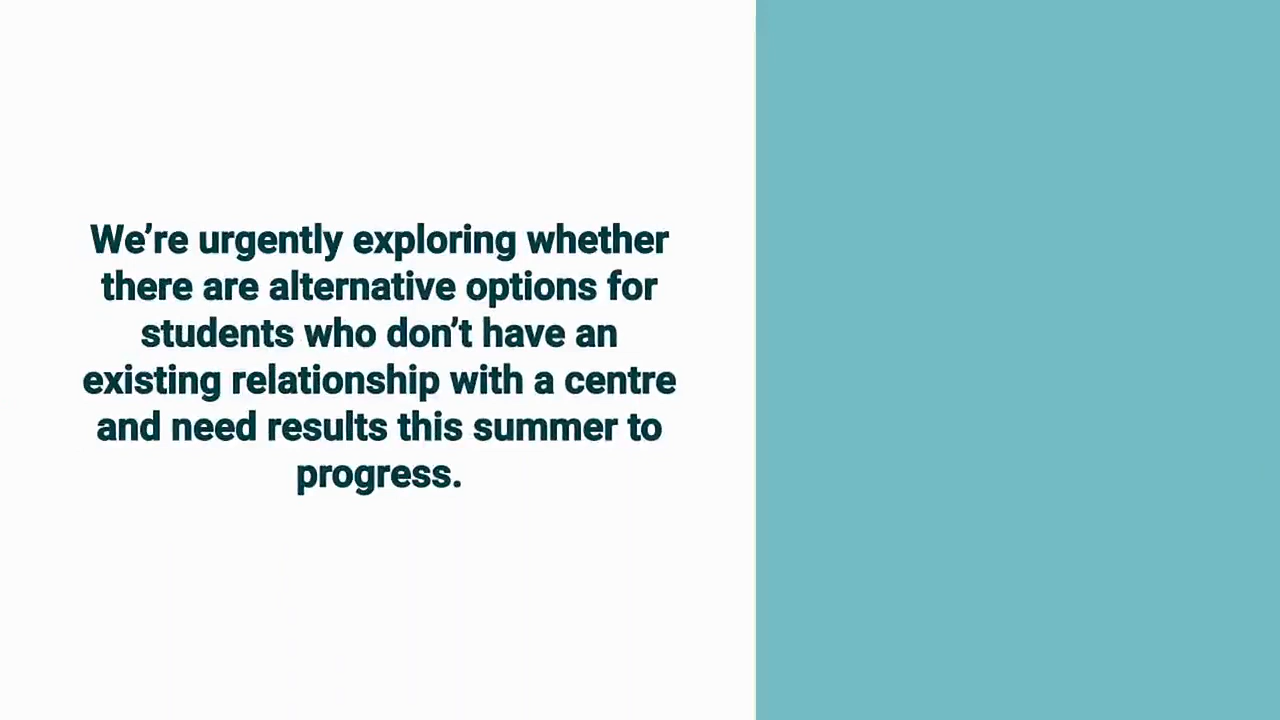 We’re urgently exploring whether
there are alternative options for
students who don’t have an
existing relationship with a centre
and need results this summer to
progress.